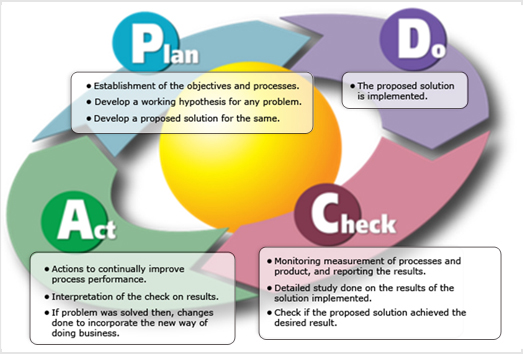 Plan
• Establishment of the objectives and processes.
• Develop a working hypothesis for any problem.
• Develop a proposed solution for the same.
Do
• The proposed solution
is implemented.
Check
• Monitoring measurement of processes and
product, and reporting the results.
• Detailed study done on the results of the
solution implemented.
• Check if the proposed solution achieved the
desired result.
Act
• Actions to continually improve
process performance.
• Interpretation of the check on results.
• If problem was solved then, changes
done to incorporate the new way of
doing business.